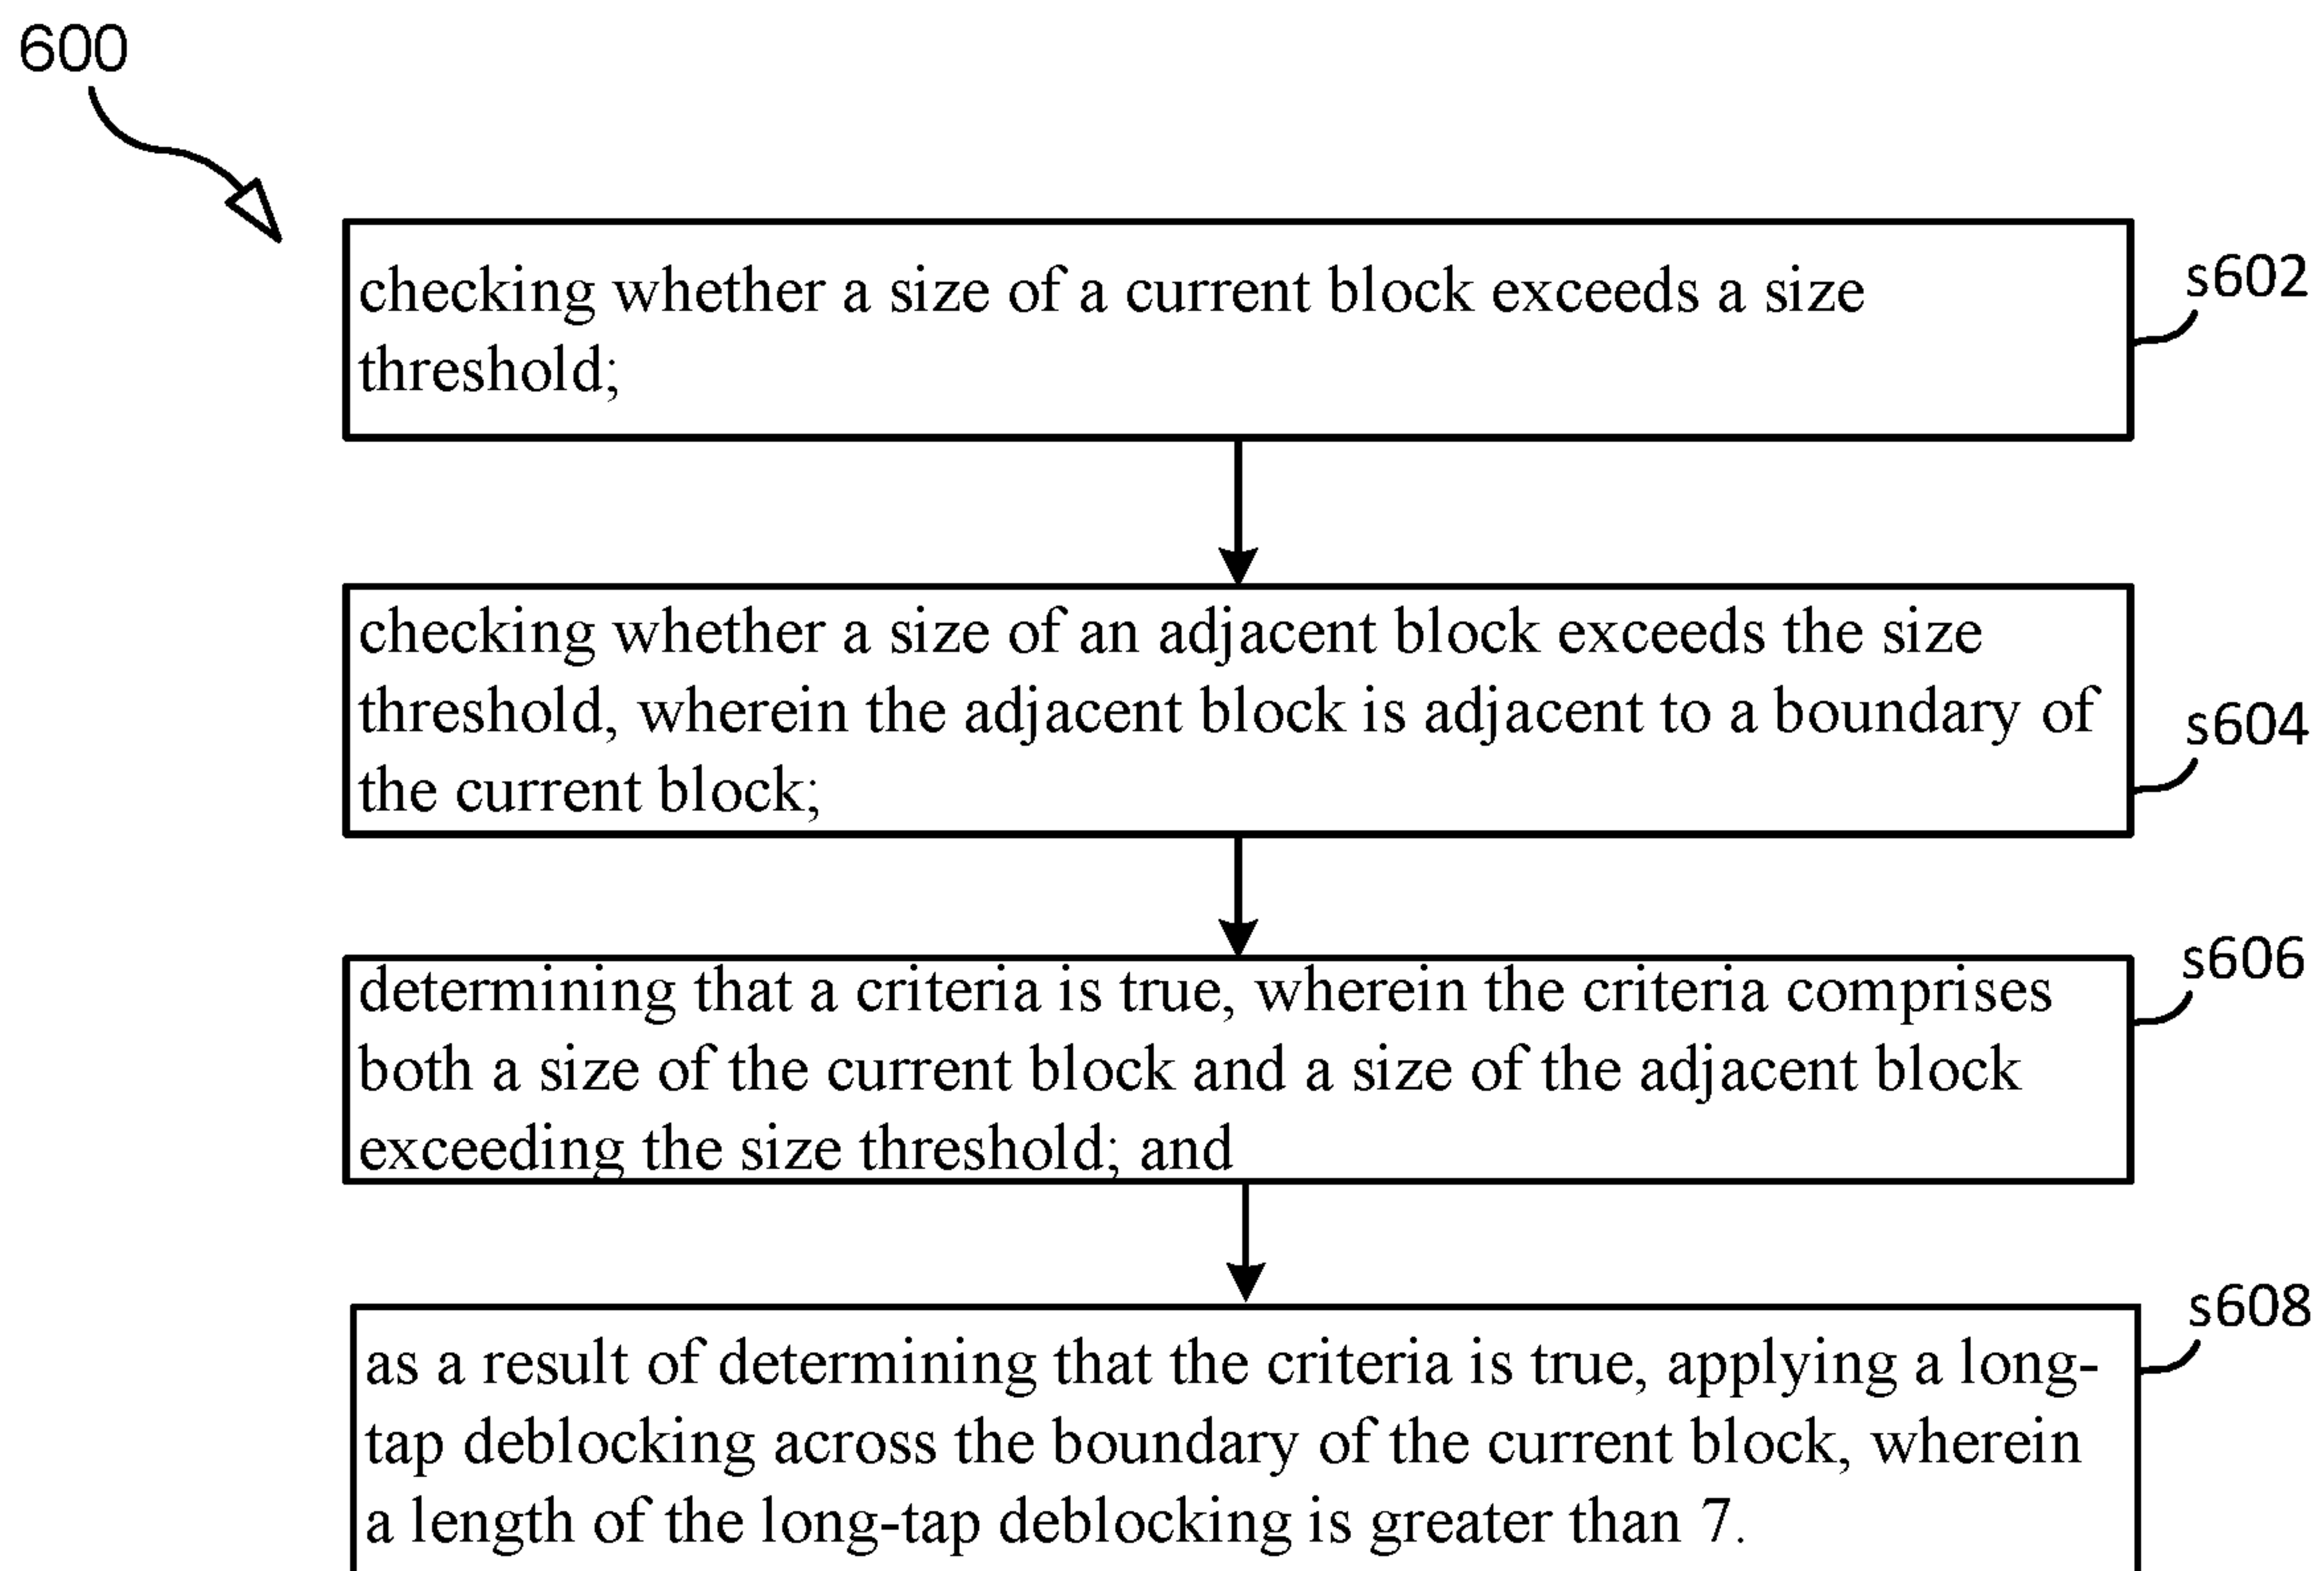 600
checking whether a size of a current block exceeds a size
threshold;
s602
checking whether a size of an adjacent block exceeds the size
threshold, wherein the adjacent block is adjacent to a boundary of
the current block;
s604
determining that a criteria is true, wherein the criteria comprises
both a size of the current block and a size of the adjacent block
exceeding the size threshold; and
s606
as a result of determining that the criteria is true, applying a long-
tap deblocking across the boundary of the current block, wherein
a length of the long-tap deblocking is greater than 7.
s608